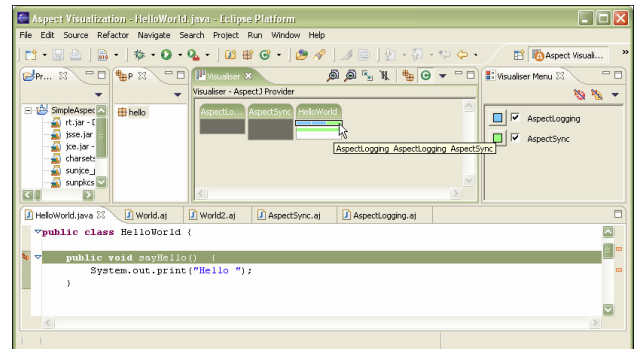 Aspect Visualization - HelloWorld.java - Eclipse Platform
File Edit Source Refactor Navigate Search Project Run Window Help
Aspect Visuali... »
Pr... P Visualiser Visualiser Menu
Visualiser - AspectJ Provider
SimpleAspec
rt.jar - C
jsse.jar
jce.jar -
charsets
sunjce_j
sunpkcs
hello
AspectLo... AspectSync HelloWorld
AspectLogging AspectLogging AspectSync
AspectLogging
AspectSync
HelloWorld.java World.aj World2.aj AspectSync.aj AspectLogging.aj
public class HelloWorld {
public void sayHello() {
System.out.print("Hello ");
}